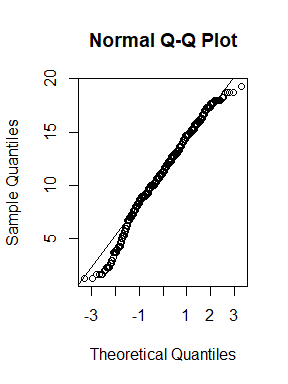 Normal Q-Q Plot
Sample Quantiles
20
15
10
5
-3 -1 1 2 3
Theoretical Quantiles